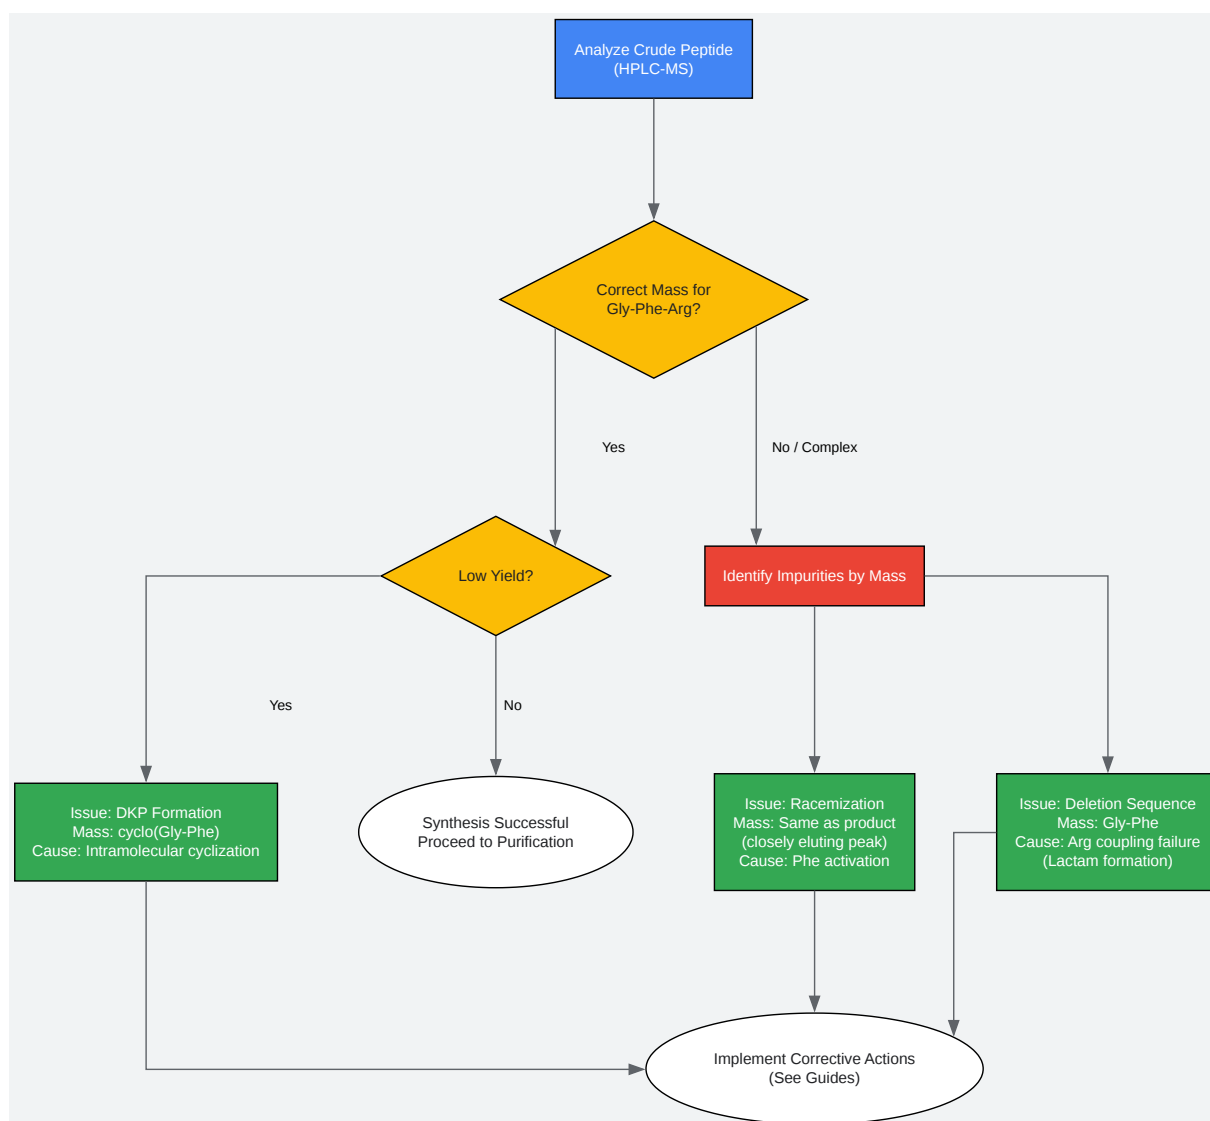 Analyze Crude Peptide
(HPLC-MS)
Correct Mass for
Gly-Phe-Arg?
Yes
No / Complex
Low Yield?
Identify Impurities by Mass
Yes
No
Issue: DKP Formation
Mass: cyclo(Gly-Phe)
Cause: Intramolecular cyclization
Synthesis Successful
Proceed to Purification
Issue: Racemization
Mass: Same as product
(closely eluting peak)
Cause: Phe activation
Issue: Deletion Sequence
Mass: Gly-Phe
Cause: Arg coupling failure
(Lactam formation)
Implement Corrective Actions
(See Guides)